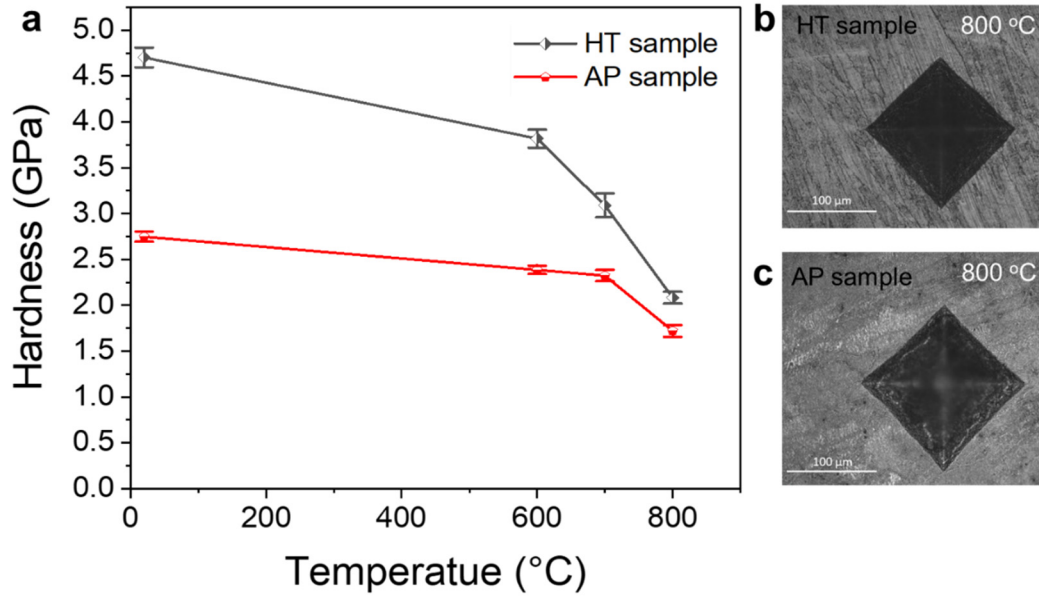 a
HT sample
AP sample
5.0
4.5
4.0
3.5
3.0
2.5
2.0
1.5
1.0
0.5
0.0
Hardness (GPa)
0
200
400
600
800
Temperatue (°C)
b
HT sample
800 °C
100 µm
c
AP sample
800 °C
100 µm